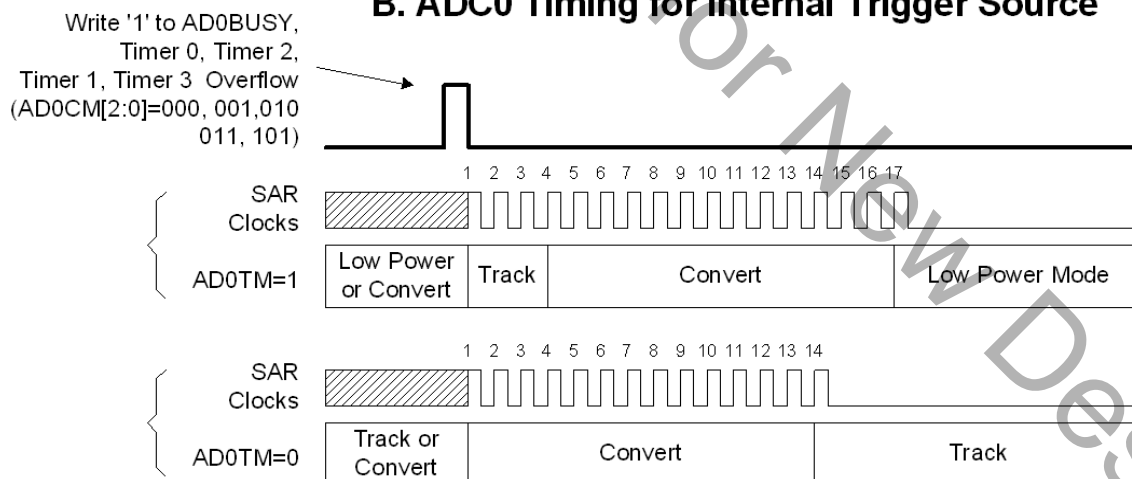 B. ADC0 Timing for Internal Trigger Source
Write '1' to AD0BUSY,
Timer 0, Timer 2,
Timer 1, Timer 3 Overflow
(AD0CM[2:0]=000, 001,010
011, 101)
1 2 3 4 5 6 7 8 9 10 11 12 13 14 15 16 17
SAR
Clocks
AD0TM=1
Low Power
or Convert
Track
Convert
Low Power Mode
1 2 3 4 5 6 7 8 9 10 11 12 13 14
SAR
Clocks
AD0TM=0
Track or
Convert
Convert
Track
for New Des